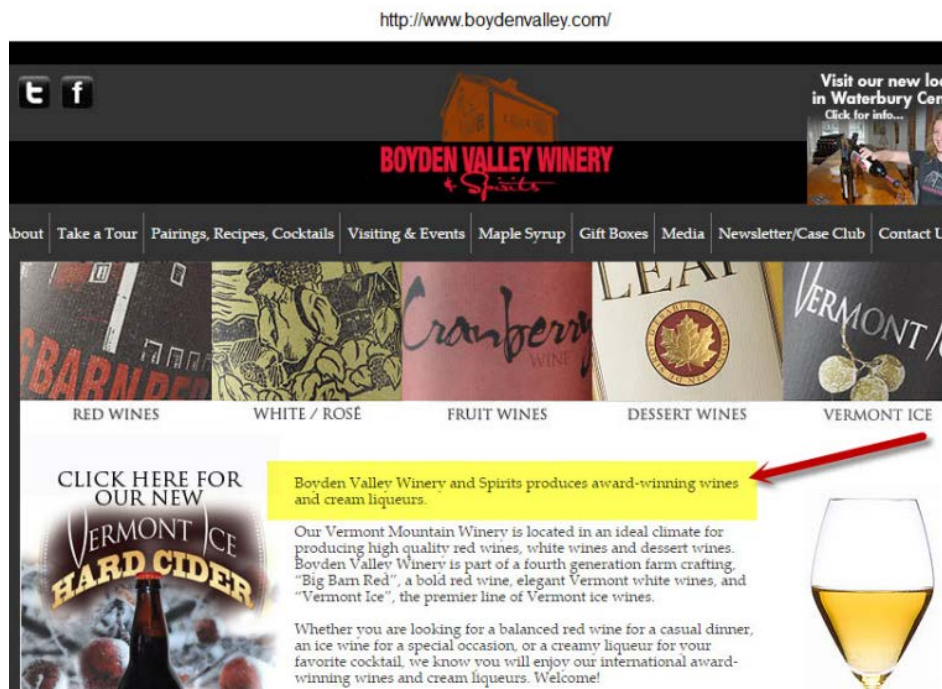 http://www.boydenvalley.com/
Visit our new loc
in Waterbury Cen
Click for info...
BOYDEN VALLEY WINERY
& Spirits
bout Take a Tour Pairings, Recipes, Cocktails Visiting & Events Maple Syrup Gift Boxes Media Newsletter/Case Club Contact U
G BARN RE
Cranberry
WINE
LEAF
VERMONT I
RED WINES
WHITE / ROSÉ
FRUIT WINES
DESSERT WINES
VERMONT ICE
CLICK HERE FOR
OUR NEW
VERMONT ICE
HARD CIDER
Boyden Valley Winery and Spirits produces award-winning wines
and cream liqueurs.
Our Vermont Mountain Winery is located in an ideal climate for
producing high quality red wines, white wines and dessert wines.
Boyden Valley Winery is part of a fourth generation farm crafting,
“Big Barn Red”, a bold red wine, elegant Vermont white wines, and
“Vermont Ice”, the premier line of Vermont ice wines.
Whether you are looking for a balanced red wine for a casual dinner,
an ice wine for a special occasion, or a creamy liqueur for your
favorite cocktail, we know you will enjoy our international award-
winning wines and cream liqueurs. Welcome!